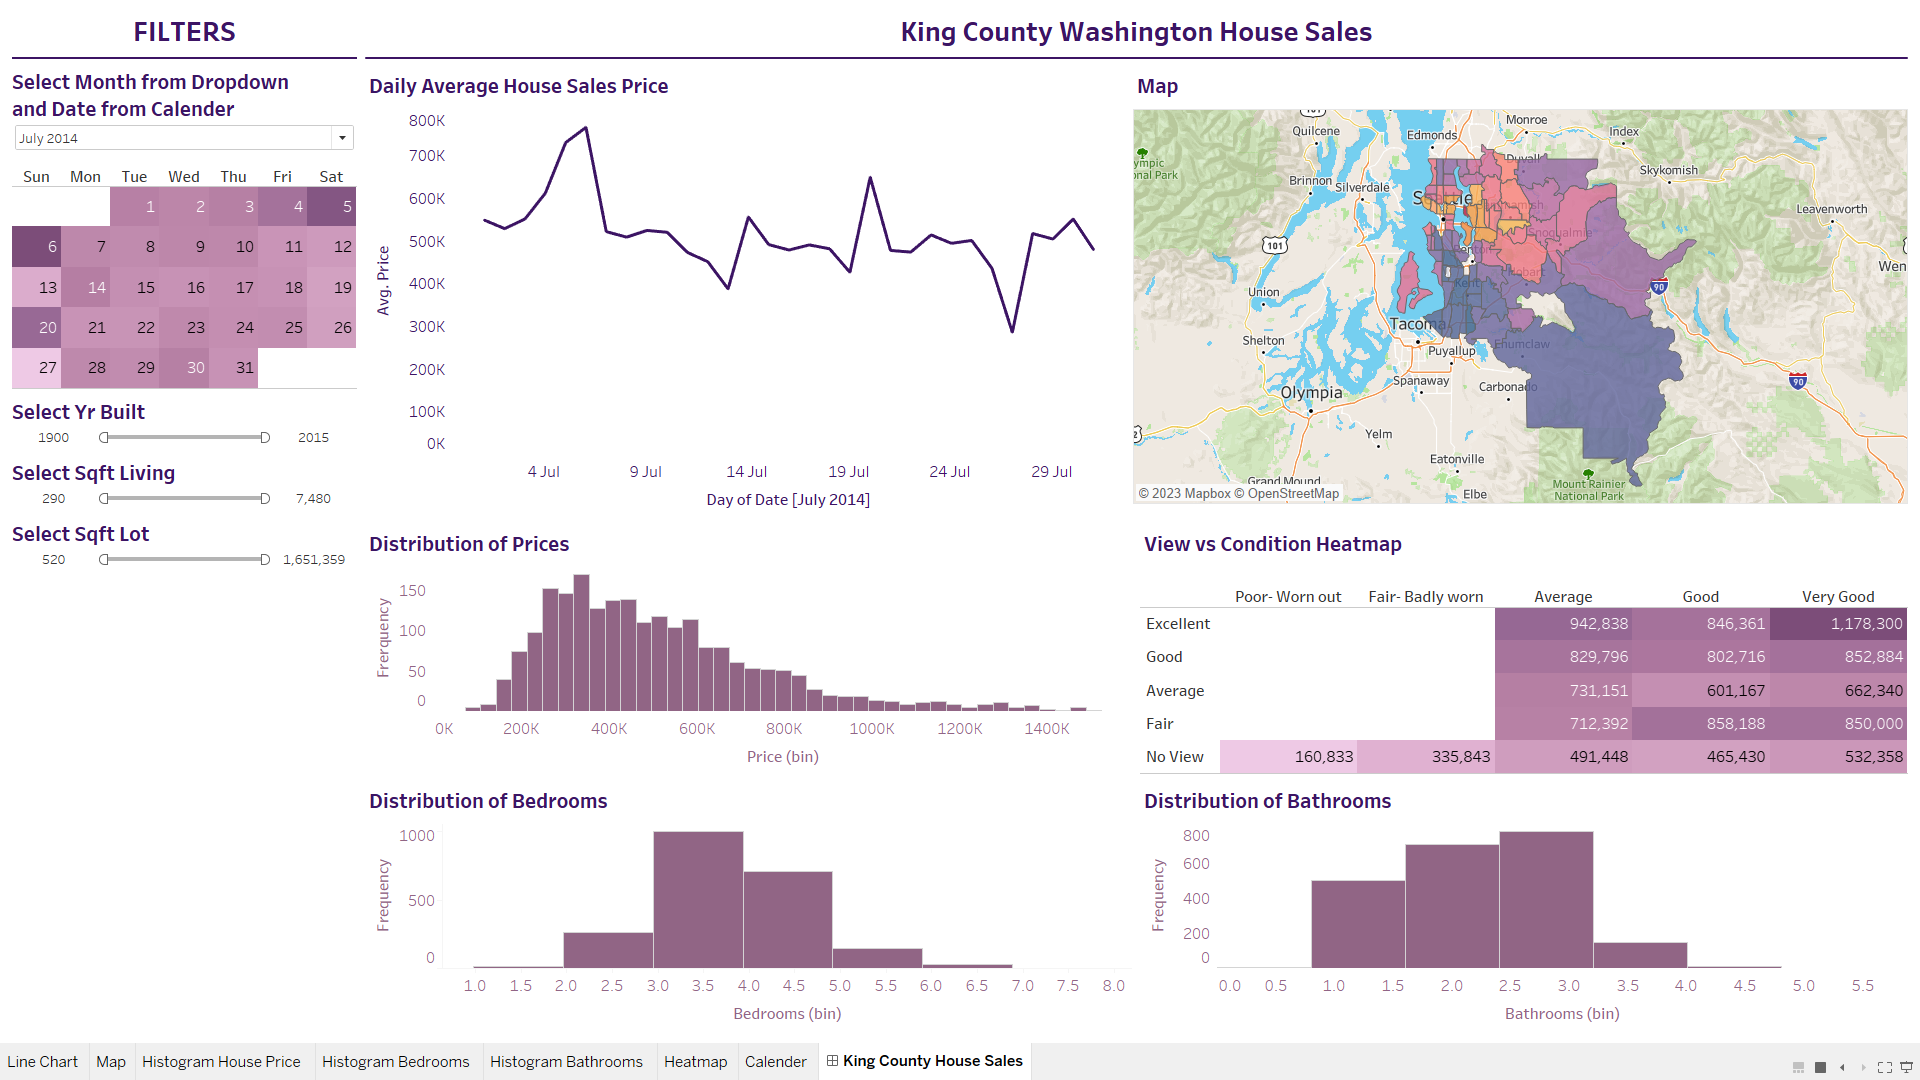 FILTERS
King County Washington House Sales
Select Month from Dropdown
and Date from Calender
July 2014
Sun Mon Tue Wed Thu Fri Sat
1 2 3 4 5
6 7 8 9 10 11 12
13 14 15 16 17 18 19
20 21 22 23 24 25 26
27 28 29 30 31
Select Yr Built
1900 2015
Select Sqft Living
290 7,480
Select Sqft Lot
520 1,651,359
Daily Average House Sales Price
800K
700K
600K
500K
400K
300K
200K
100K
0K
Avg. Price
4 Jul 9 Jul 14 Jul 19 Jul 24 Jul 29 Jul
Day of Date [July 2014]
Map
101
Quilcene
Edmonds
Monroe
Index
Duvall
Skykomish
ympic
nal Park
Brinnon
Silverdale
Leavenworth
Snoqualmie
101
Wen
Hobart
Kent
Union
90
Tacoma
Shelton
Puyallup
Enumclaw
Spanaway
Carbonado
90
Olympia
Yelm
Eatonville
Grand Mound
Mount Rainier
National Park
Elbe
© 2023 Mapbox © OpenStreetMap
Distribution of Prices
150
100
50
0
Frerquency
0K 200K 400K 600K 800K 1000K 1200K 1400K
Price (bin)
View vs Condition Heatmap
Poor- Worn out Fair- Badly worn Average Good Very Good
Excellent 942,838 846,361 1,178,300
Good 829,796 802,716 852,884
Average 731,151 601,167 662,340
Fair 712,392 858,188 850,000
No View 160,833 335,843 491,448 465,430 532,358
Distribution of Bedrooms
1000
500
0
Frequency
1.0 1.5 2.0 2.5 3.0 3.5 4.0 4.5 5.0 5.5 6.0 6.5 7.0 7.5 8.0
Bedrooms (bin)
Distribution of Bathrooms
800
600
400
200
0
Frequency
0.0 0.5 1.0 1.5 2.0 2.5 3.0 3.5 4.0 4.5 5.0 5.5
Bathrooms (bin)
Line Chart Map Histogram House Price Histogram Bedrooms Histogram Bathrooms Heatmap Calender King County House Sales